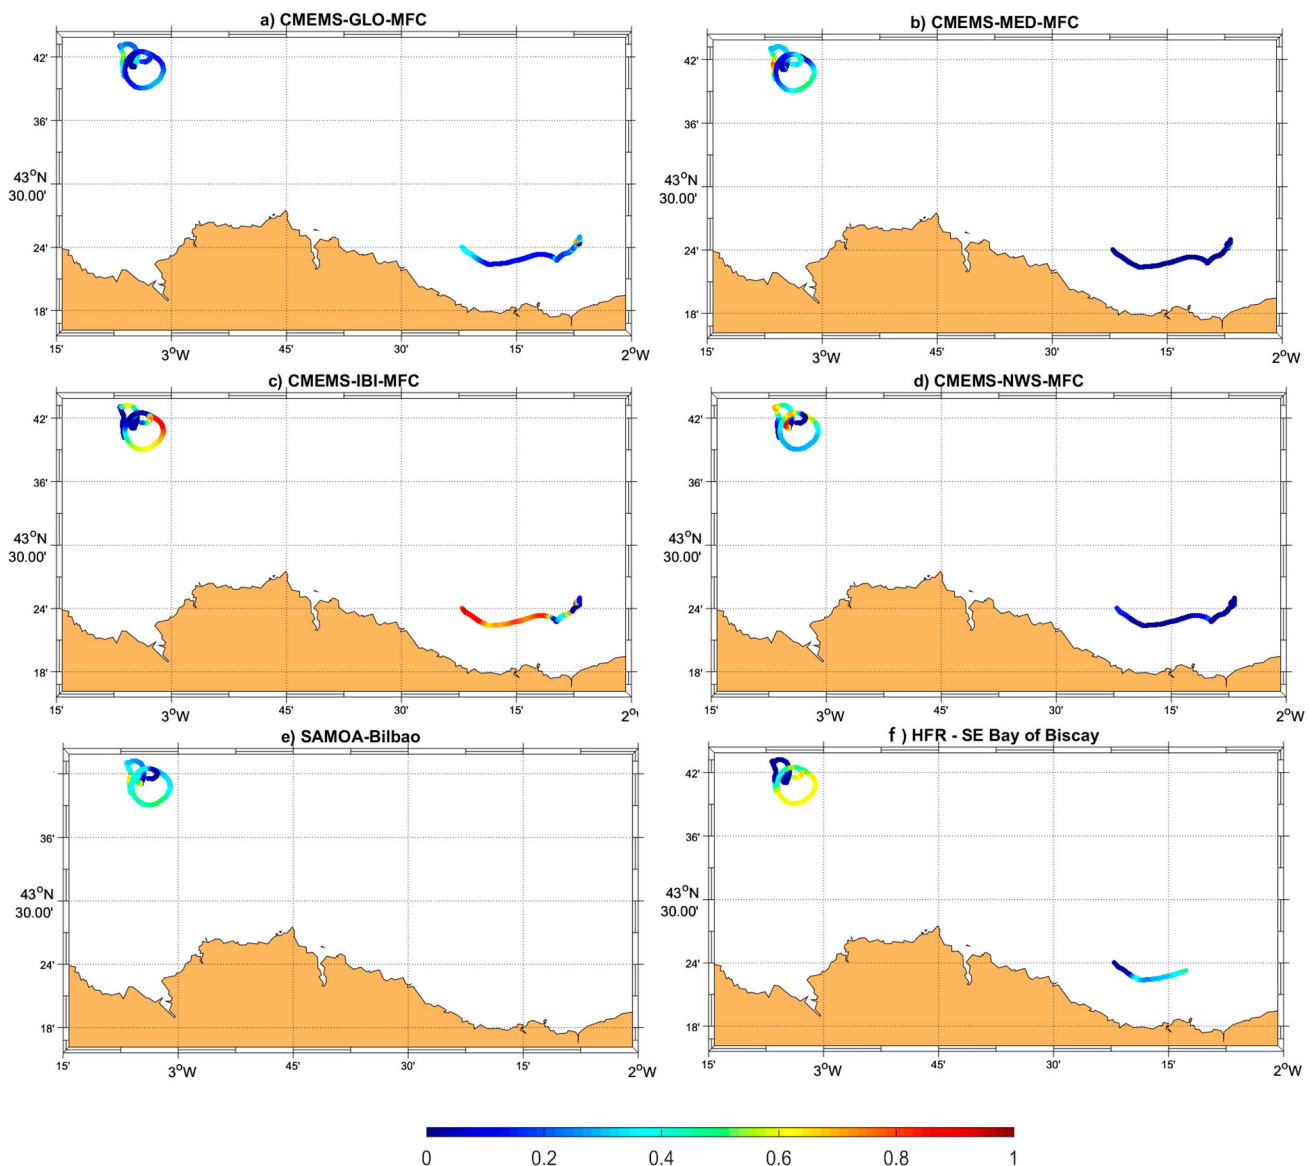 a) CMEMS-GLO-MFC
42'
36'
43°N
30.00'
24'
18'
15'
3°W
45'
30'
15'
2°W
b) CMEMS-MED-MFC
42'
36'
43°N
30.00'
24'
18'
15'
3°W
45'
30'
15'
2°W
c) CMEMS-IBI-MFC
42'
36'
43°N
30.00'
24'
18'
15'
3°W
45'
30'
15'
d) CMEMS-NWS-MFC
42'
36'
43°N
30.00'
24'
18'
3°W
45'
30'
15'
2°W
e) SAMOA-Bilbao
36'
43°N
30.00'
24'
18'
15'
3°W
45'
30'
15'
2°W
f ) HFR - SE Bay of Biscay
42'
36'
43°N
30.00'
24'
18'
15'
3°W
45'
30'
15'
2°W
0 0.2 0.4 0.6 0.8 1